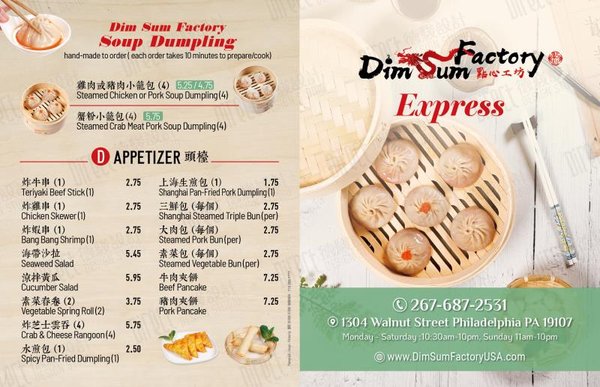 Dim Sum Factory
Soup Dumpling
hand-made to order ( each order takes 10 minutes to prepare/cook)
雞肉或豬肉小籠包 (4) 5.25 / 4.75
Steamed Chicken or Pork Soup Dumpling (4)
蟹粉小籠包(4) 5.75
Steamed Crab Meat Pork Soup Dumpling (4)
D APPETIZER 頭檯
炸牛串 (1) 2.75
Teriyaki Beef Stick (1)
炸雞串 (1) 2.75
Chicken Skewer (1)
炸蝦串 (1) 2.75
Bang Bang Shrimp (1)
海帶沙拉 5.45
Seaweed Salad
涼拌黃瓜 5.95
Cucumber Salad
素菜春卷 (2) 3.75
Vegetable Spring Roll (2)
炸芝士雲吞 (4) 5.75
Crab & Cheese Rangoon (4)
水煎包 (1) 2.50
Spicy Pan-Fried Dumpling (1)
上海生煎包 (1) 1.75
Shanghai Pan-Fried Pork Dumpling (1)
三鮮包 (每個) 2.75
Shanghai Steamed Triple Bun (per)
大肉包 (每個) 2.25
Steamed Pork Bun (per)
素菜包 (每個) 2.25
Steamed Vegetable Bun (per)
牛肉夾餅 7.25
Beef Pancake
豬肉夾餅 7.25
Pork Pancake
Dim Sum Factory
點心工坊
Express
267-687-2531
1304 Walnut Street Philadelphia PA 19107
Monday - Saturday ;10:30am-10pm, Sunday 11am-10pm
www.DimSumFactoryUSA.com